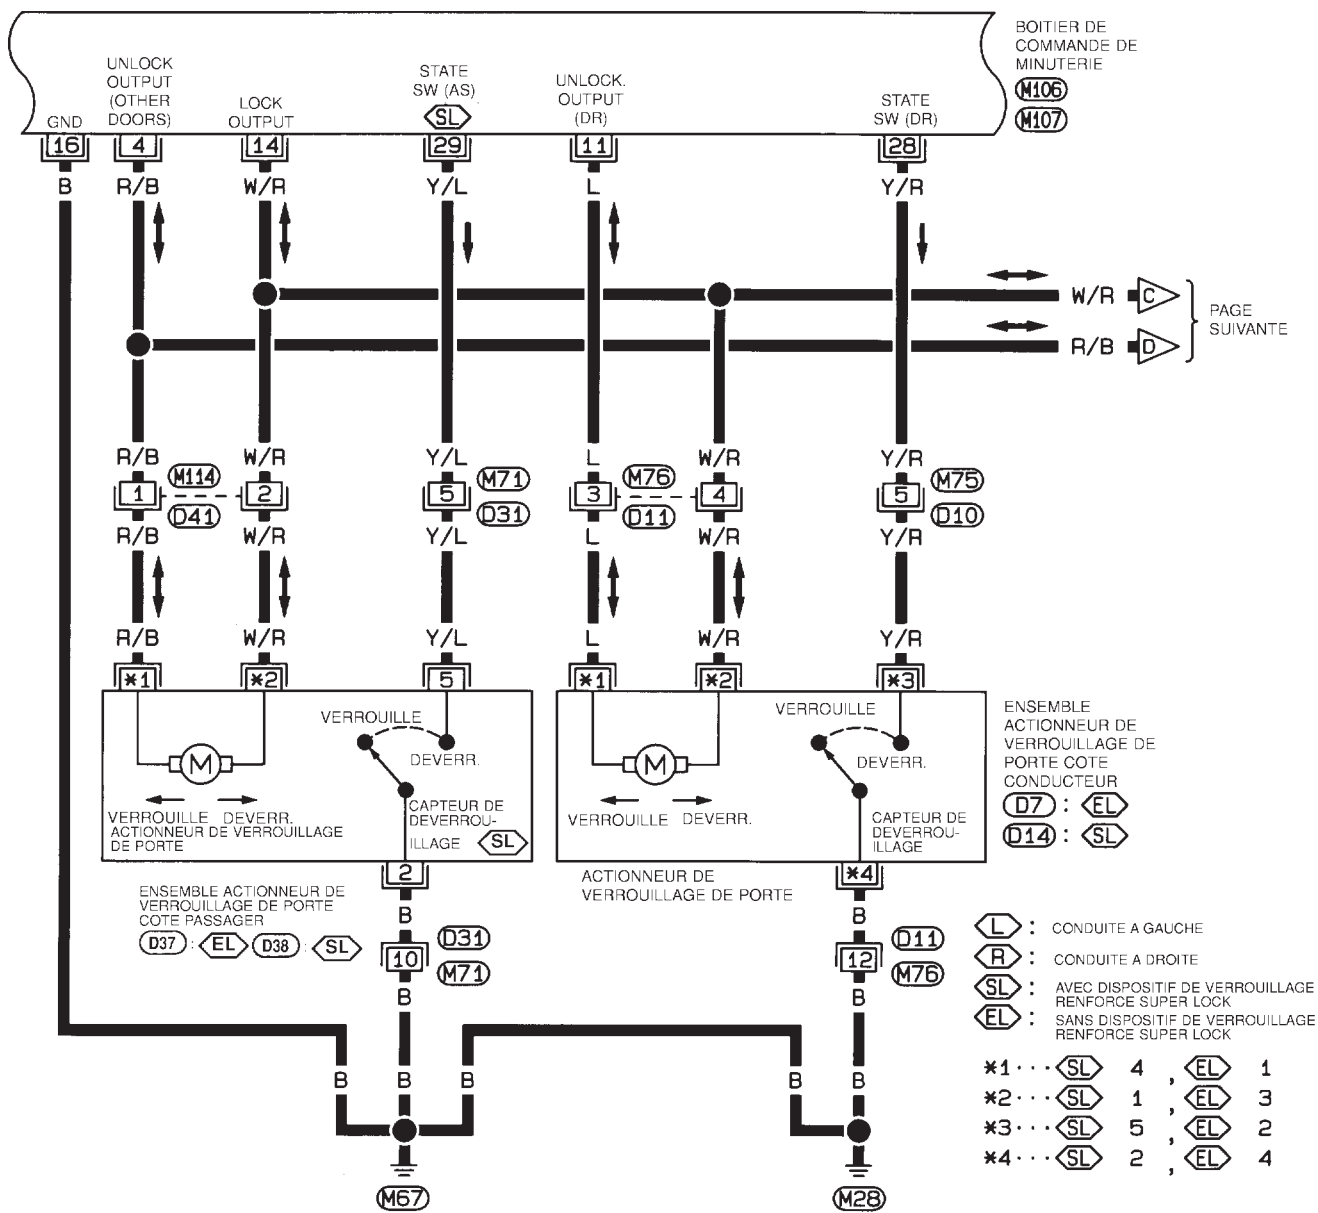 BOITIER DE
COMMANDE DE
MINUTERIE
M106
M107
UNLOCK
OUTPUT
(OTHER
DOORS)
LOCK
OUTPUT
STATE
SW (AS)
SL
UNLOCK.
OUTPUT
(DR)
STATE
SW (DR)
GND
16 4 14 29 11 28
B R/B W/R Y/L L Y/R
W/R C
R/B D
PAGE
SUIVANTE
R/B W/R Y/L L W/R Y/R
M114 M71 M76 M75
1 2 5 3 4 5
D41 D31 D11 D10
R/B W/R Y/L L W/R Y/R
R/B W/R Y/L L W/R Y/R
*1 *2 5 *1 *2 *3
VERROUILLE
DEVERR.
M
VERROUILLE DEVERR.
ACTIONNEUR DE VERROUILLAGE
DE PORTE
CAPTEUR DE
DEVERROU-
ILLAGE SL
VERROUILLE
DEVERR.
M
VERROUILLE DEVERR.
CAPTEUR DE
DEVERROU-
ILLAGE
ENSEMBLE
ACTIONNEUR DE
VERROUILLAGE DE
PORTE COTE
CONDUCTEUR
D7 : EL
D14 : SL
2 *4
ENSEMBLE ACTIONNEUR DE
VERROUILLAGE DE PORTE
COTE PASSAGER
D37 : EL D38 : SL
ACTIONNEUR DE
VERROUILLAGE DE PORTE
B B
D31 D11
10 12
M71 M76
B B
L : CONDUITE A GAUCHE
R : CONDUITE A DROITE
SL : AVEC DISPOSITIF DE VERROUILLAGE
RENFORCE SUPER LOCK
EL : SANS DISPOSITIF DE VERROUILLAGE
RENFORCE SUPER LOCK
*1 ··· SL 4 , EL 1
*2 ··· SL 1 , EL 3
*3 ··· SL 5 , EL 2
*4 ··· SL 2 , EL 4
B B B B B
M67 M28